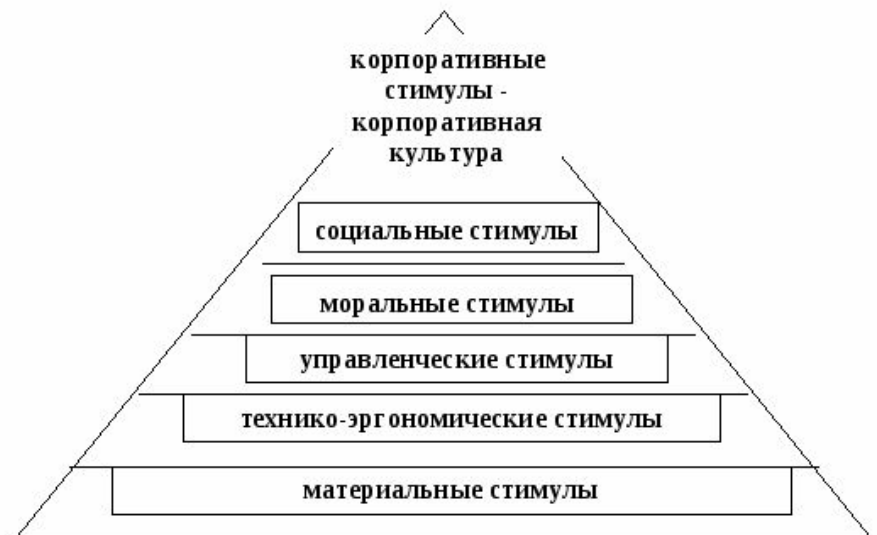 корпоративные
стимулы -
корпоративная
культура
социальные стимулы
моральные стимулы
управленческие стимулы
технико-эргономические стимулы
материальные стимулы